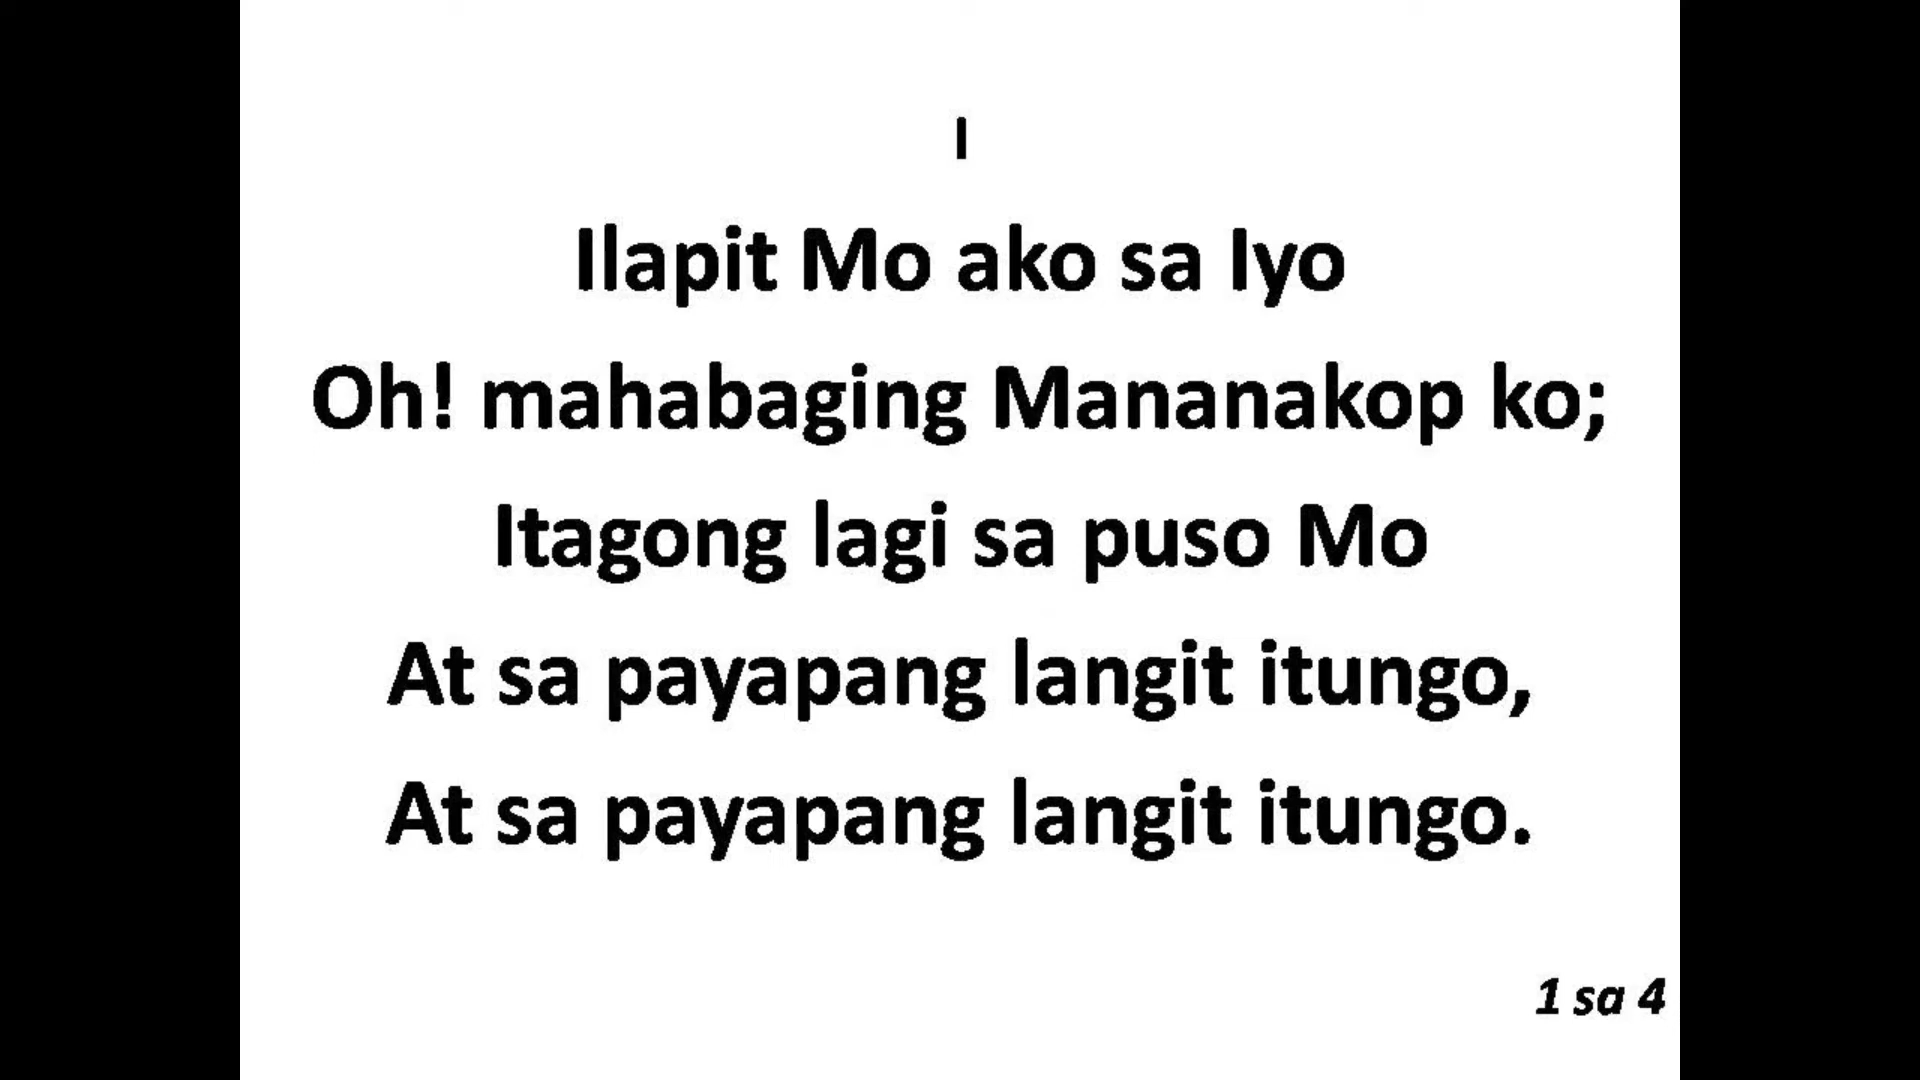 I
Ilapit Mo ako sa Iyo
Oh! mahabaging Mananakop ko;
Itagong lagi sa puso Mo
At sa payapang langit itungo,
At sa payapang langit itungo.
1 sa 4